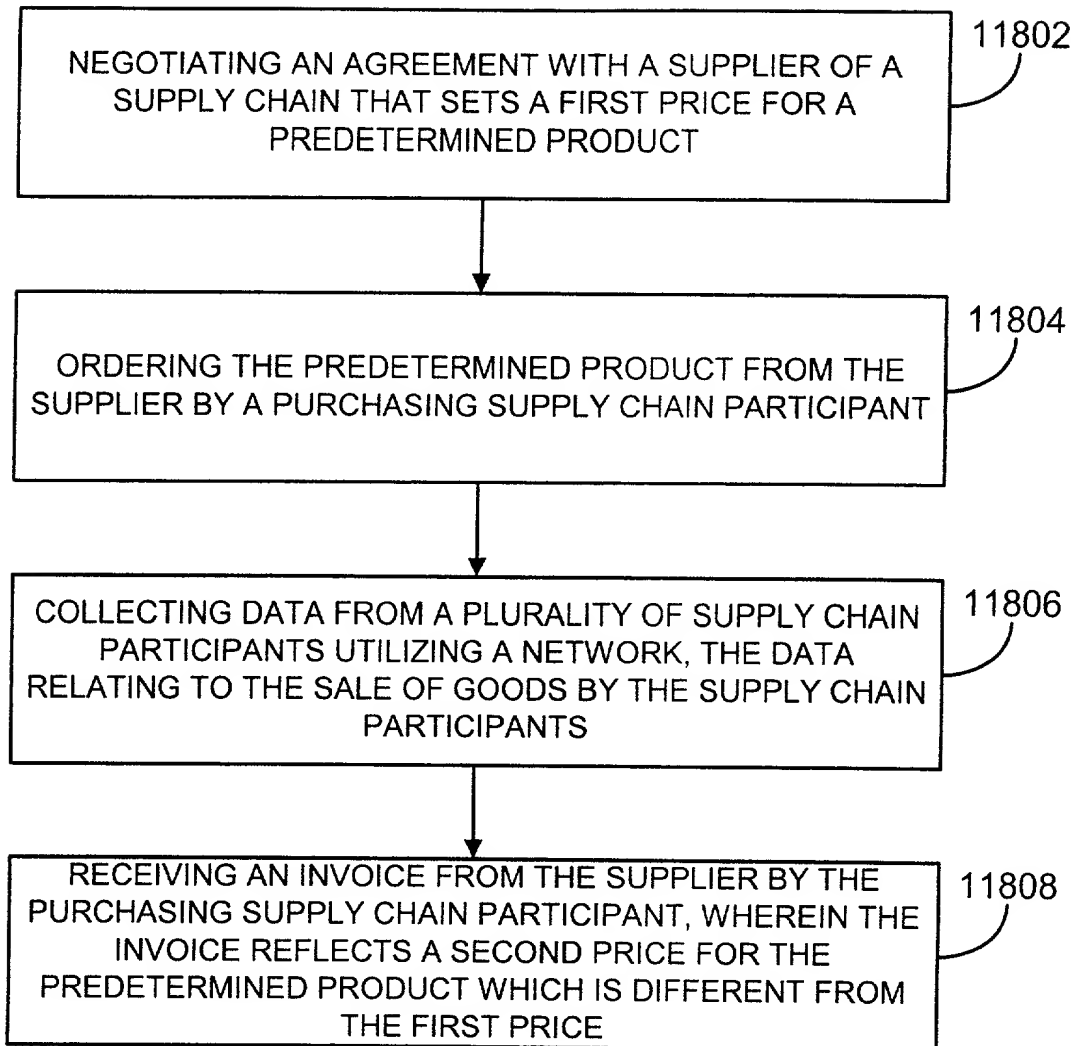 11802
NEGOTIATING AN AGREEMENT WITH A SUPPLIER OF A
SUPPLY CHAIN THAT SETS A FIRST PRICE FOR A
PREDETERMINED PRODUCT
11804
ORDERING THE PREDETERMINED PRODUCT FROM THE
SUPPLIER BY A PURCHASING SUPPLY CHAIN PARTICIPANT
11806
COLLECTING DATA FROM A PLURALITY OF SUPPLY CHAIN
PARTICIPANTS UTILIZING A NETWORK, THE DATA
RELATING TO THE SALE OF GOODS BY THE SUPPLY CHAIN
PARTICIPANTS
11808
RECEIVING AN INVOICE FROM THE SUPPLIER BY THE
PURCHASING SUPPLY CHAIN PARTICIPANT, WHEREIN THE
INVOICE REFLECTS A SECOND PRICE FOR THE
PREDETERMINED PRODUCT WHICH IS DIFFERENT FROM
THE FIRST PRICE